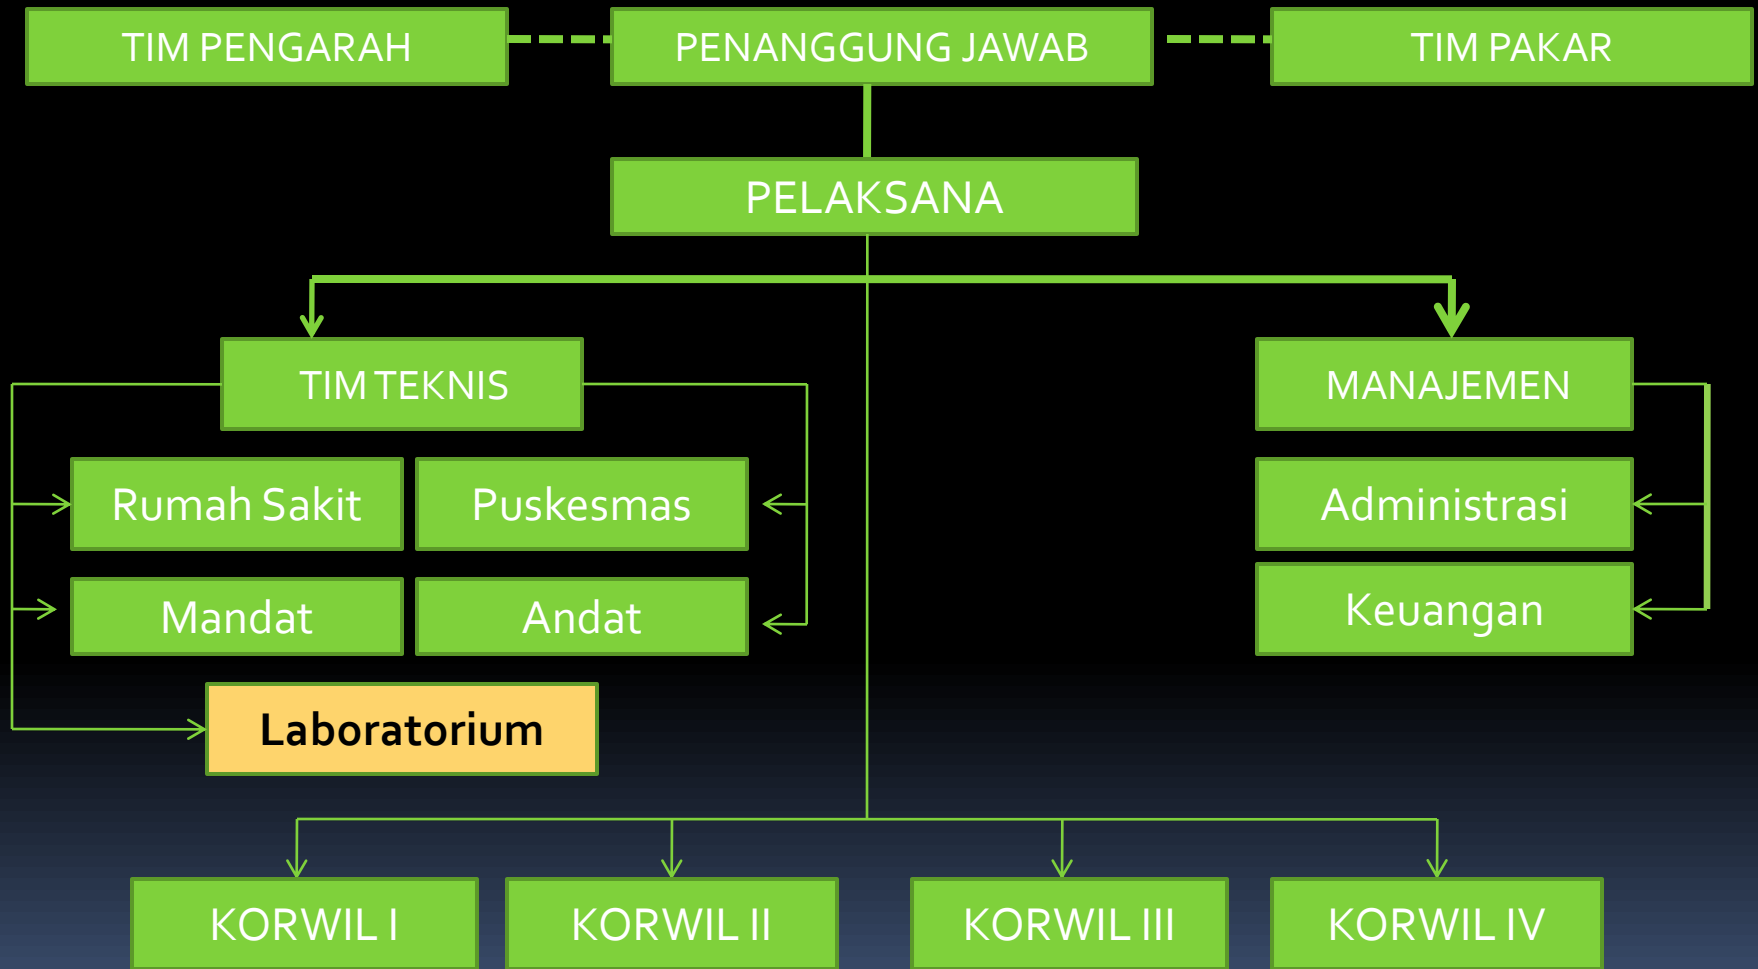 TIM PENGARAH
PENANGGUNG JAWAB
TIM PAKAR
PELAKSANA
TIM TEKNIS
MANAJEMEN
Rumah Sakit
Puskesmas
Administrasi
Mandat
Andat
Keuangan
Laboratorium
KORWIL I
KORWIL II
KORWIL III
KORWIL IV